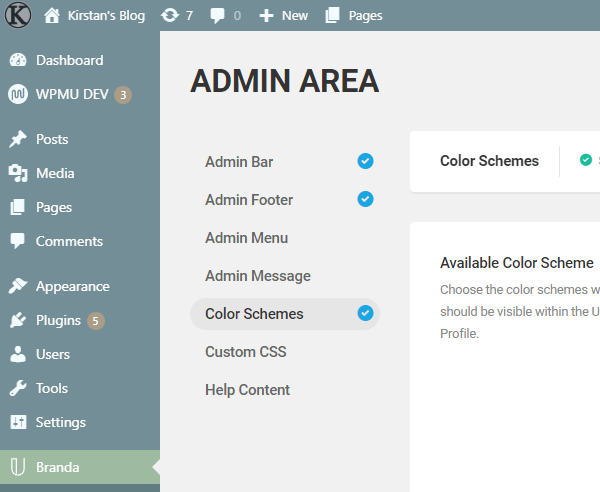 K Kirstan's Blog 7 0 New Pages
Dashboard
WPMU DEV 3
Posts
Media
Pages
Comments
Appearance
Plugins 5
Users
Tools
Settings
Branda
ADMIN AREA
Admin Bar
Admin Footer
Admin Menu
Admin Message
Color Schemes
Custom CSS
Help Content
Color Schemes
Available Color Scheme
Choose the color schemes w
should be visible within the U
Profile.